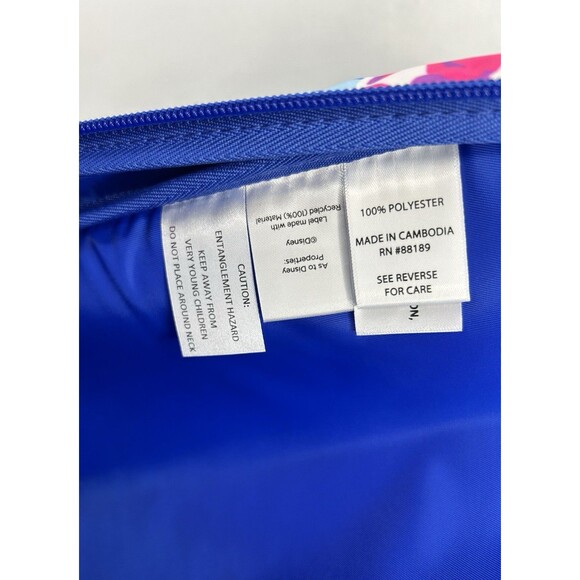 CAUTION:
ENTANGLEMENT HAZARD
KEEP AWAY FROM
VERY YOUNG CHILDREN
DO NOT PLACE AROUND NECK
As to Disney
Properties:
©Disney
Label made with
Recycled (100%) Material
100% POLYESTER
MADE IN CAMBODIA
RN #88189
SEE REVERSE
FOR CARE
ON,